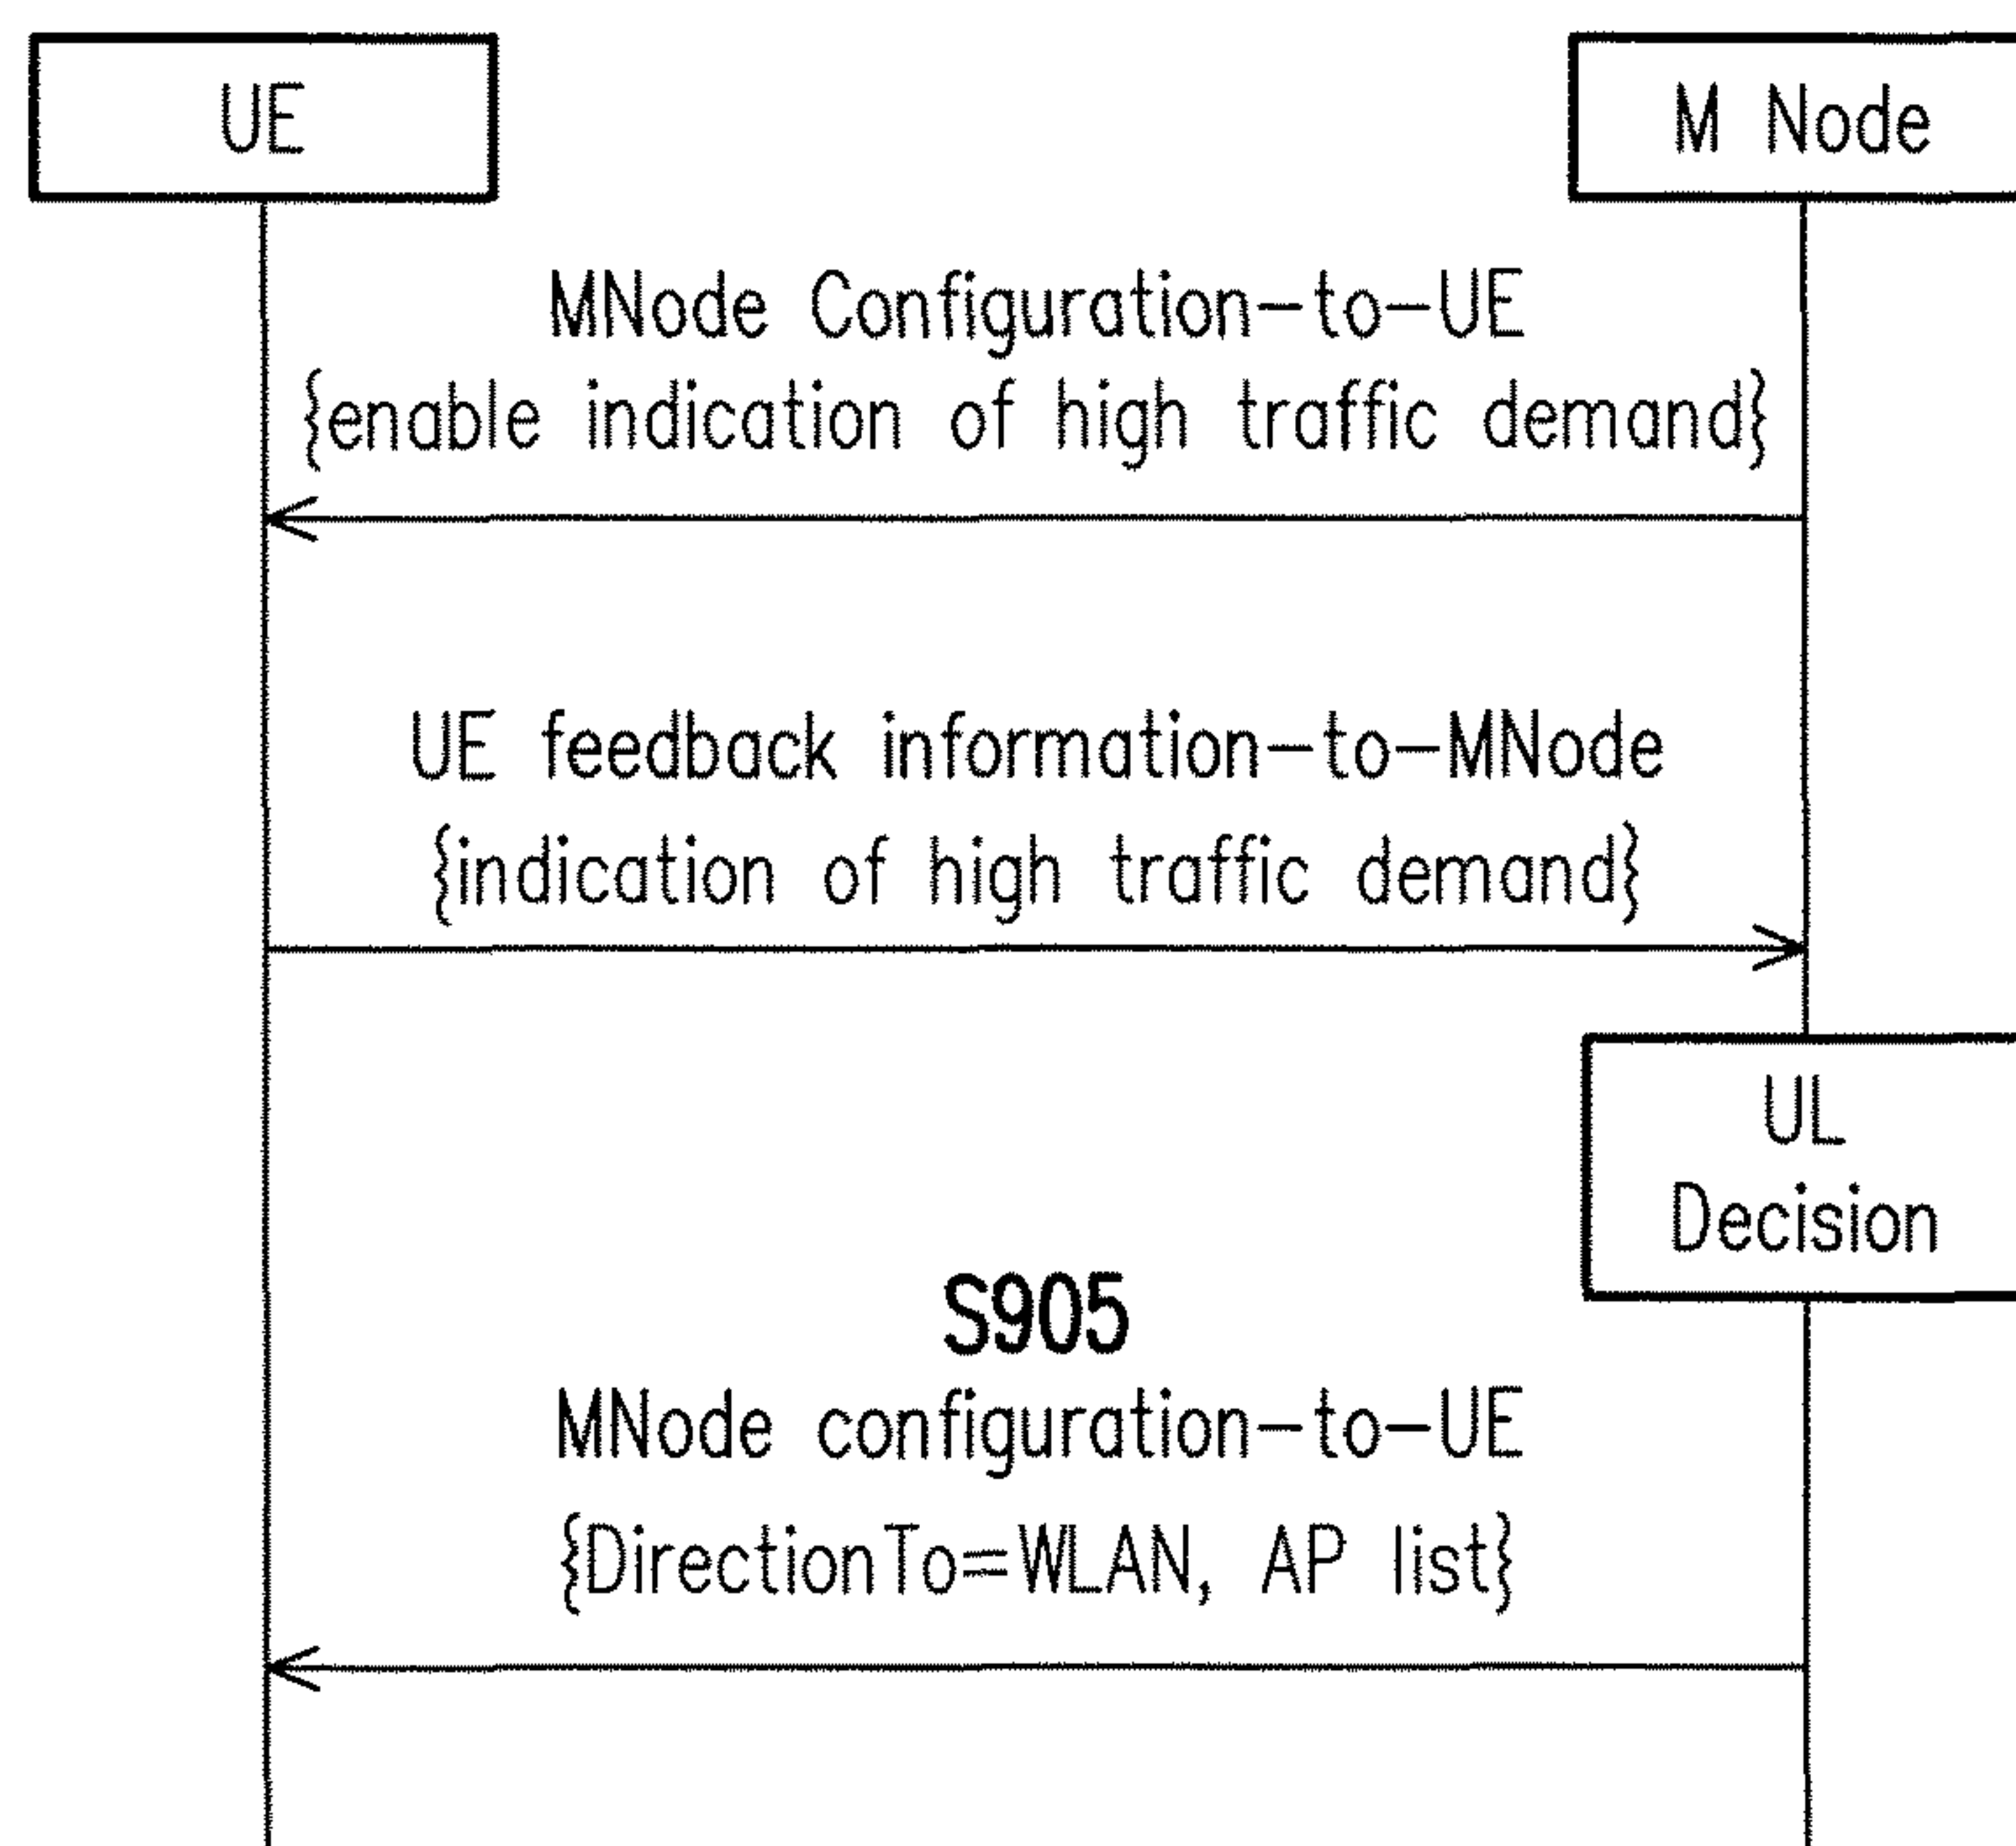 UE
M Node
MNode Configuration-to-UE
{enable indication of high traffic demand}
UE feedback information-to-MNode
{indication of high traffic demand}
UL
Decision
S905
MNode configuration-to-UE
{DirectionTo=WLAN, AP list}